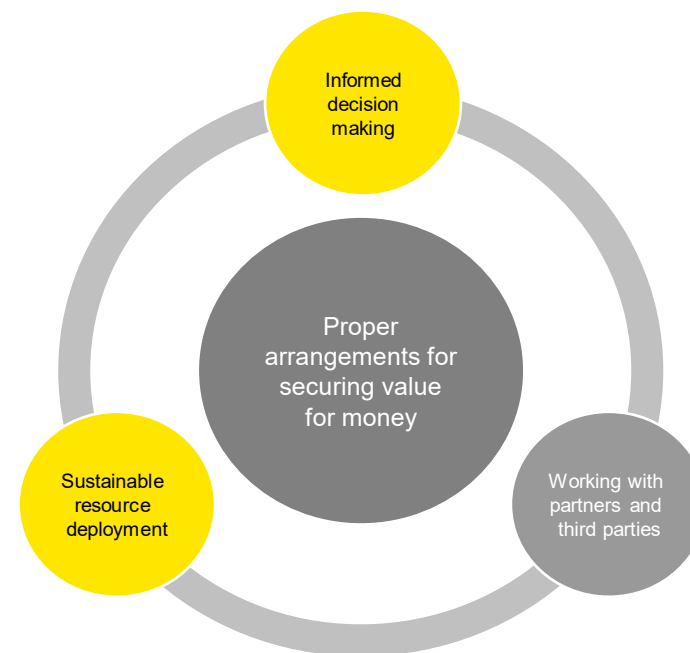 Informed
decision
making
Proper
arrangements for
securing value
for money
Sustainable
resource
deployment
Working with
partners and
third parties